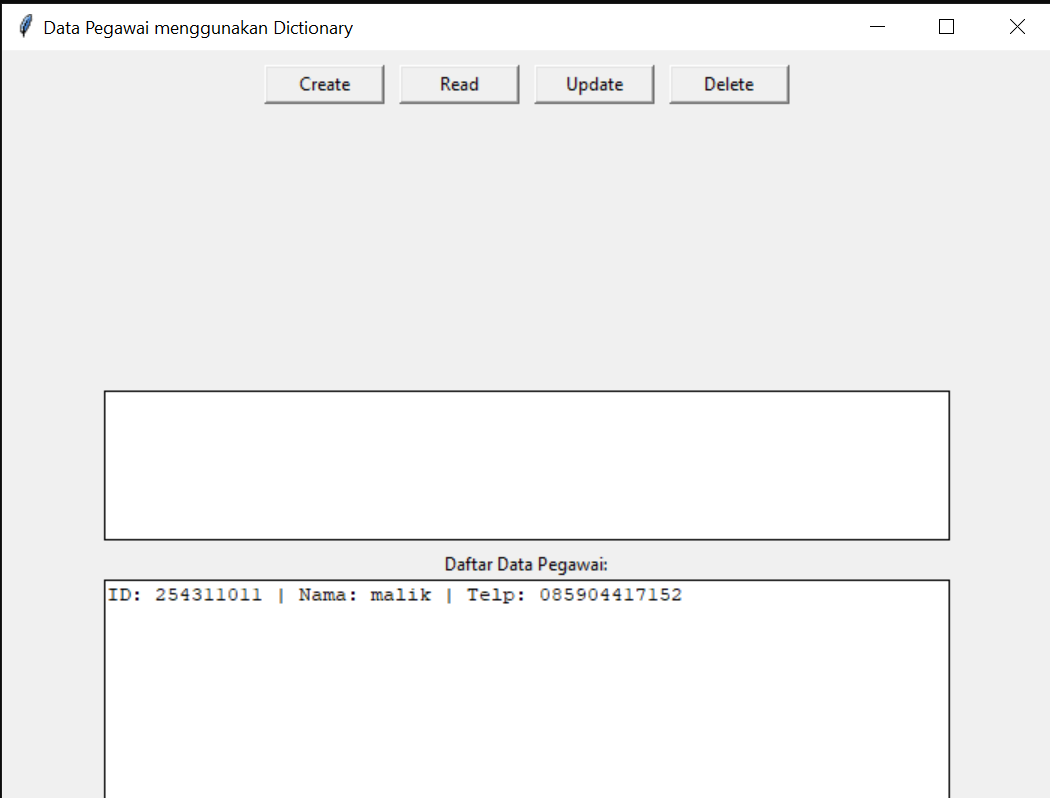 Data Pegawai menggunakan Dictionary
Create Read Update Delete
Daftar Data Pegawai:
ID: 254311011 | Nama: malik | Telp: 085904417152